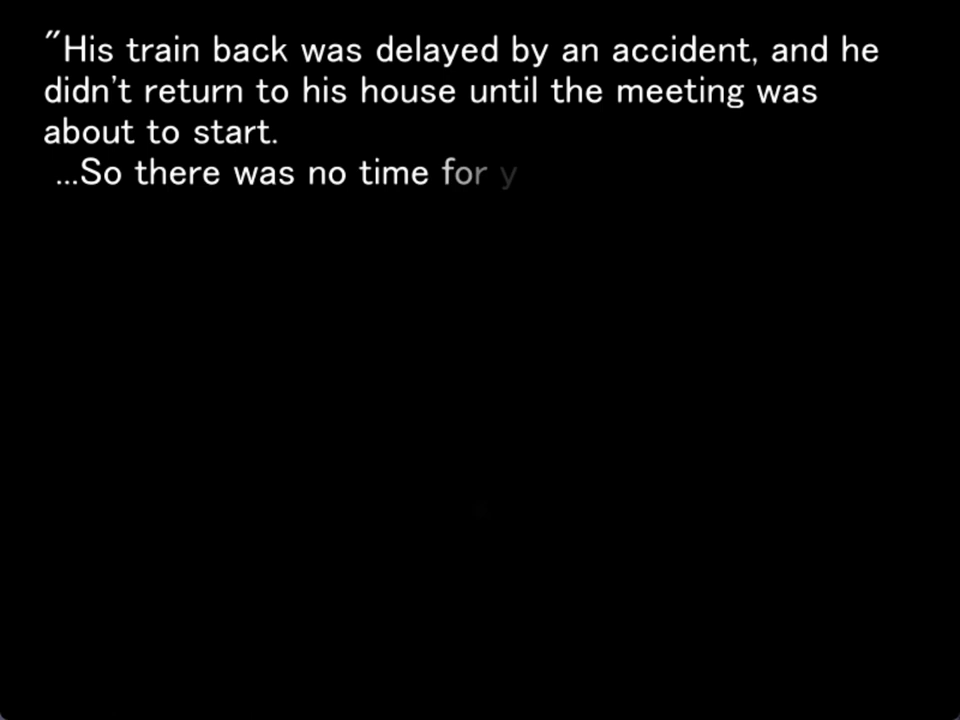 "His train back was delayed by an accident, and he
didn't return to his house until the meeting was
about to start.
...So there was no time for y